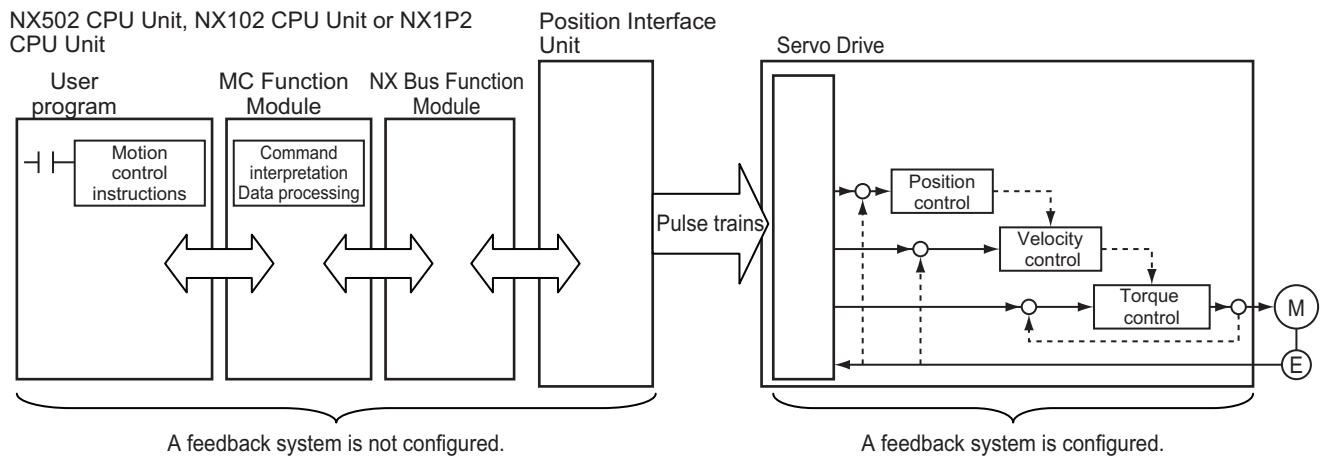 NX502 CPU Unit, NX102 CPU Unit or NX1P2
CPU Unit
Position Interface
Unit
Servo Drive
User
program
MC Function
Module
NX Bus Function
Module
Motion
control
instructions
Command
interpretation
Data processing
Pulse trains
Position
control
Velocity
control
Torque
control
M
E
A feedback system is not configured.
A feedback system is configured.